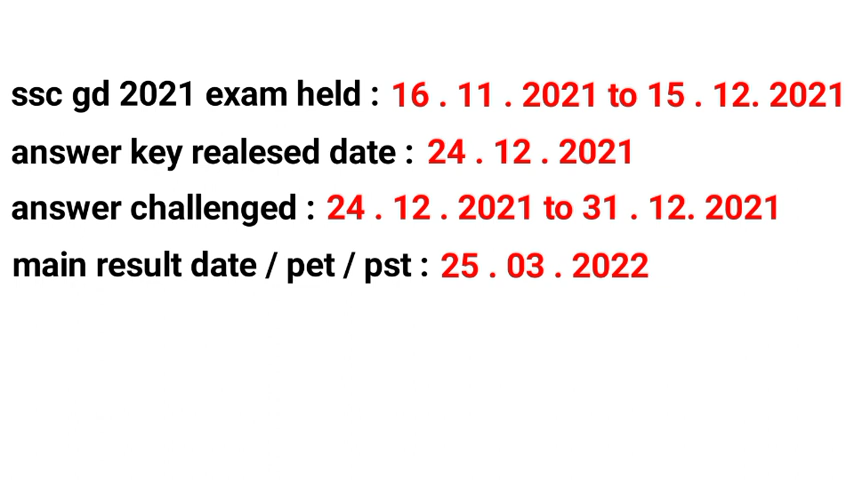 ssc gd 2021 exam held : 16 . 11 . 2021 to 15 . 12. 2021
answer key realesed date : 24 . 12 . 2021
answer challenged : 24 . 12 . 2021 to 31 . 12. 2021
main result date / pet / pst : 25 . 03 . 2022